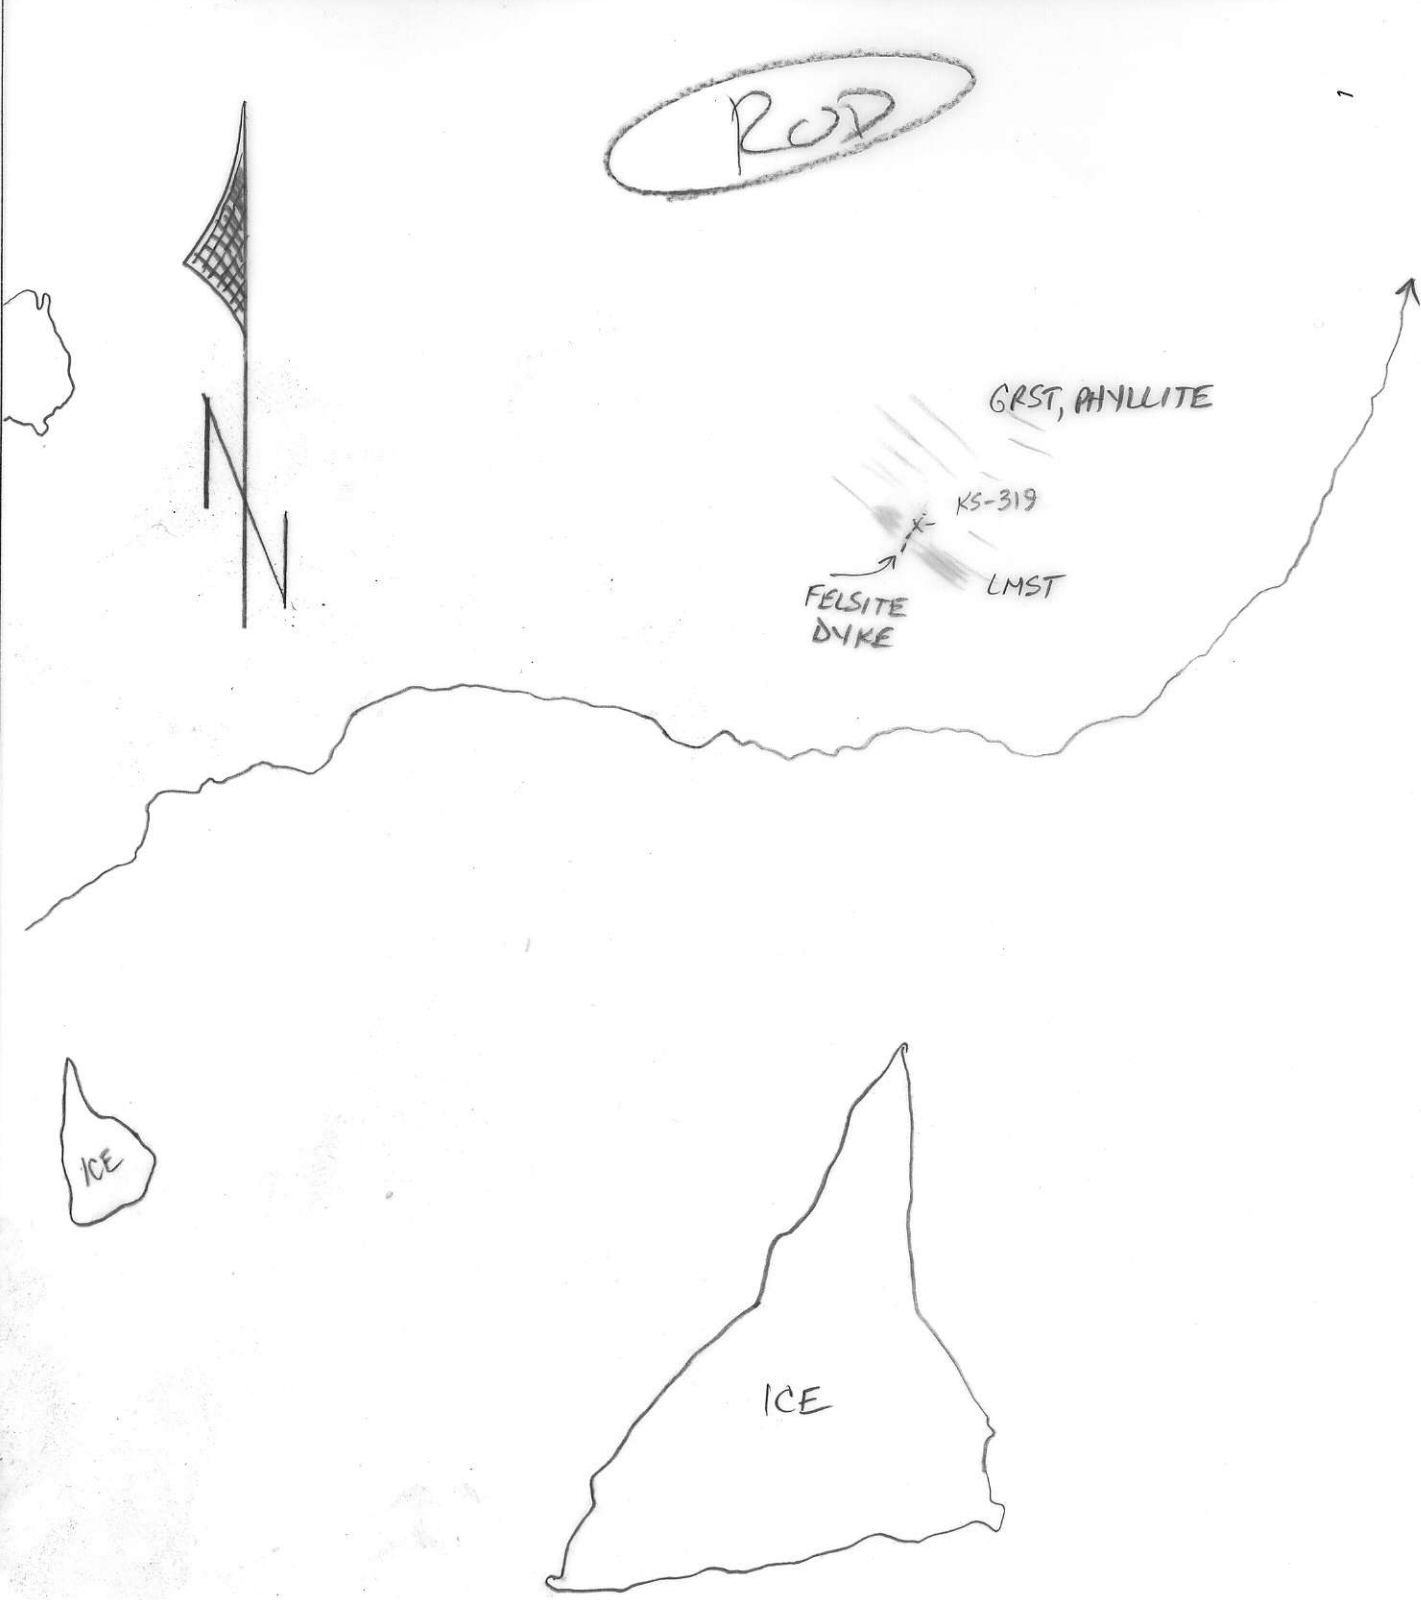 ROD
N
GRST, PHYLLITE
KS-319
LMST
FELSITE
DYKE
ICE
ICE